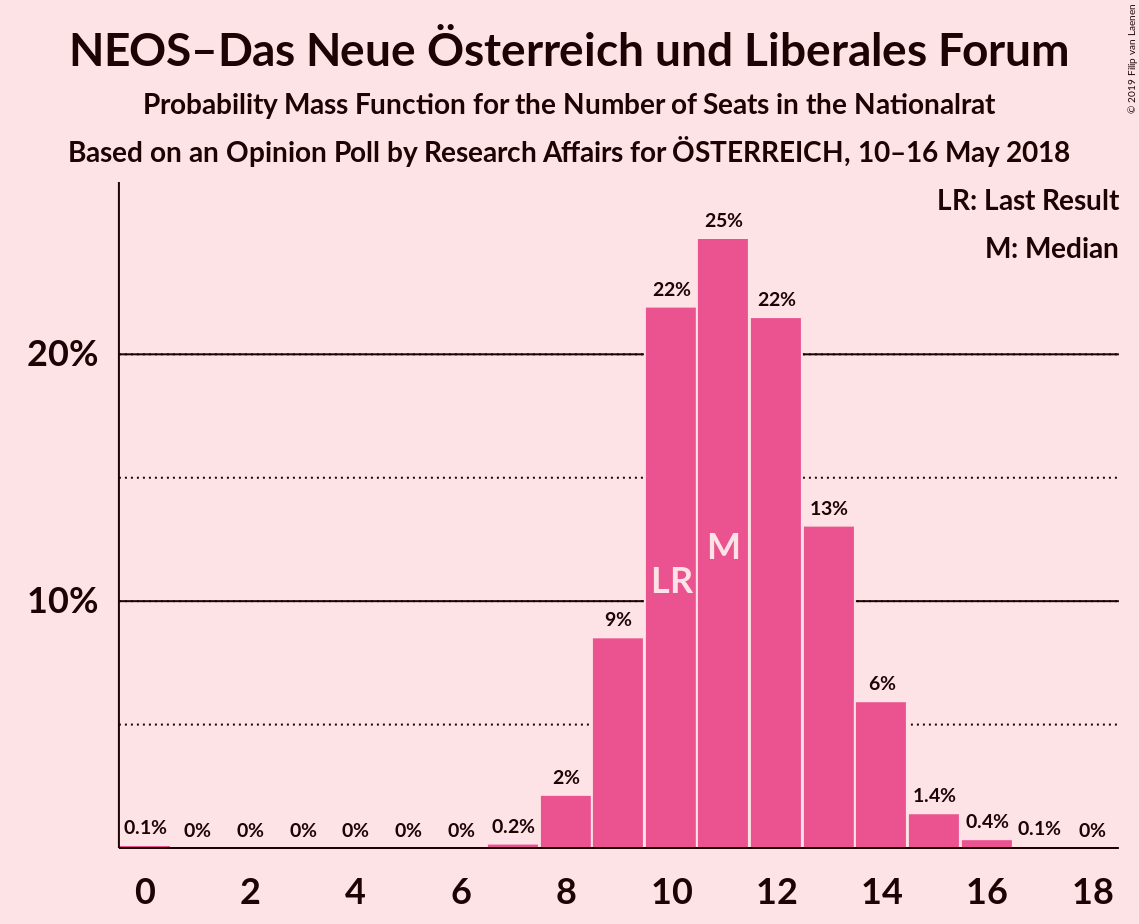 NEOS–Das Neue Österreich und Liberales Forum
Probability Mass Function for the Number of Seats in the Nationalrat
Based on an Opinion Poll by Research Affairs for ÖSTERREICH, 10–16 May 2018
© 2019 Filip van Laenen
LR: Last Result
M: Median
25%
22%
22%
20%
13%
M
LR
10%
9%
6%
2%
1.4%
0.4%
0.1%
0%
0%
0%
0%
0%
0%
0.2%
0.1%
0%
0 2 4 6 8 10 12 14 16 18